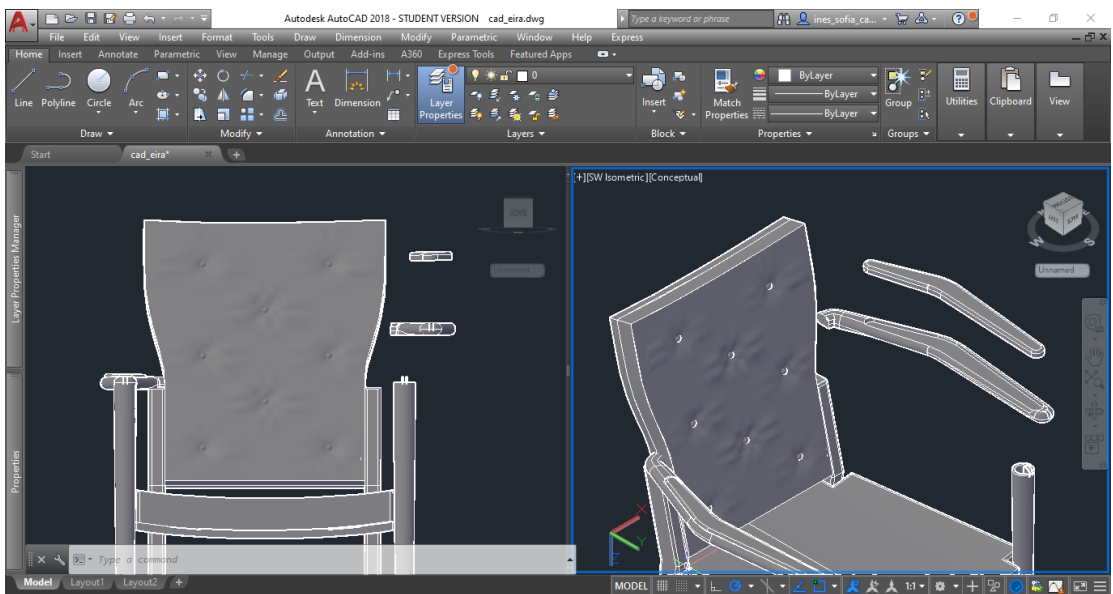 Autodesk AutoCAD 2018 - STUDENT VERSION cad_eira.dwg
Type a keyword or phrase
ines_sofia_ca...
File Edit View Insert Format Tools Draw Dimension Modify Parametric Window Help Express
Home Insert Annotate Parametric View Manage Output Add-ins A360 Express Tools Featured Apps
0
ByLayer
Line Polyline Circle Arc
Text Dimension
Layer Properties
Insert
Match Properties
ByLayer
ByLayer
Group
Utilities
Clipboard
View
Draw Modify Annotation Layers Block Properties Groups
Start cad_eira* +
[+][SW Isometric][Conceptual]
BACK
Unnamed
LEFT
BACK
W
S
Unnamed
Layer Properties Manager
Properties
X
Y
Z
Type a command
Model Layout1 Layout2 +
MODEL
1:1